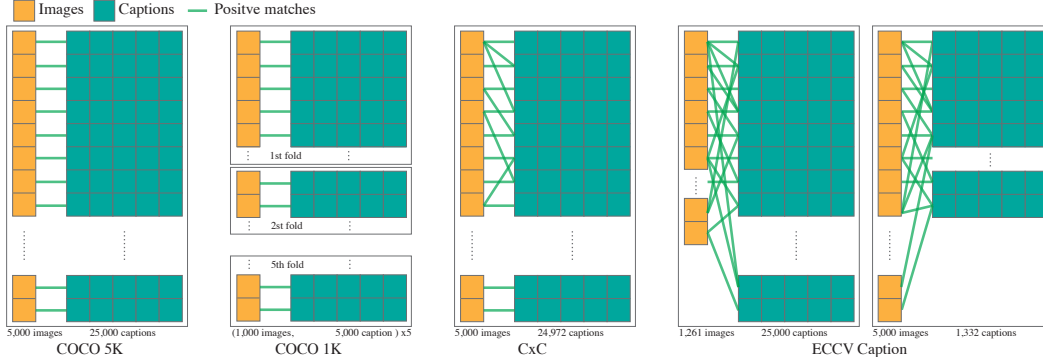 Images Captions Positve matches
1st fold
2sf fold
5th fold
5,000 images 25,000 captions
(1,000 images, 5,000 caption ) x5
5,000 images 24,972 captions
1,261 images 25,000 captions
5,000 images 1,332 captions
COCO 5K COCO 1K CxC ECCV Caption